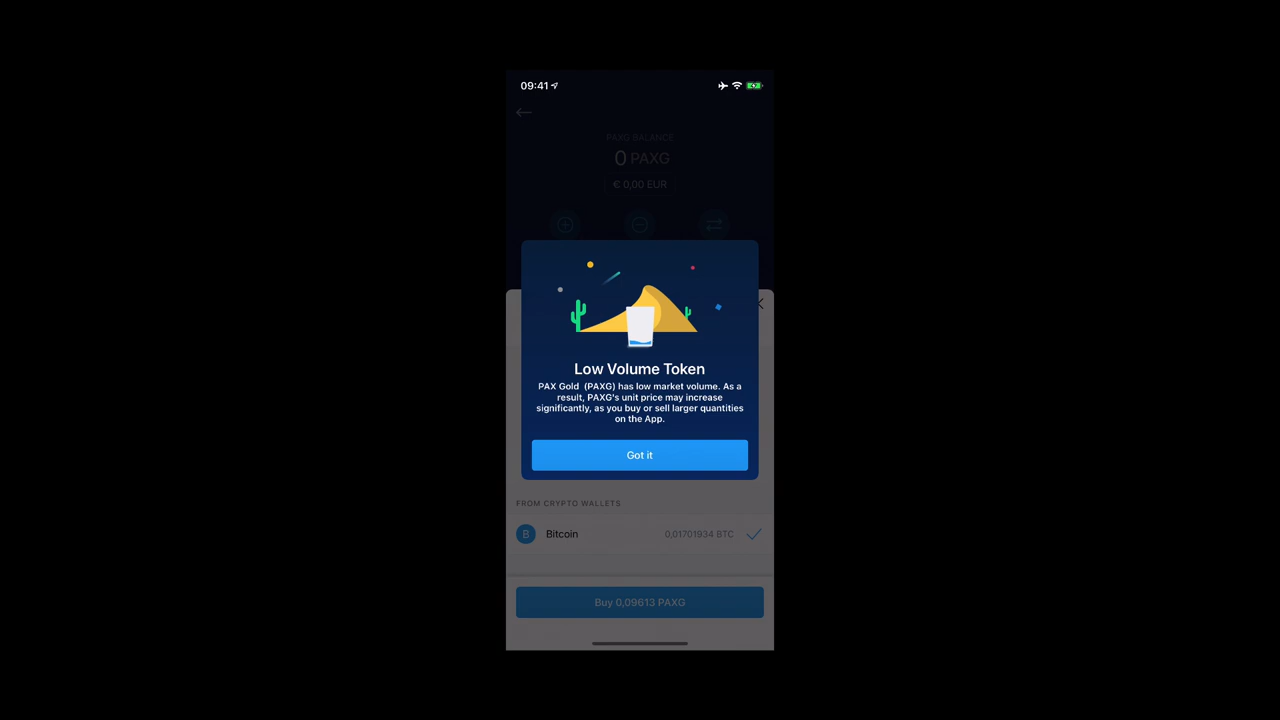 09:41
PAXG BALANCE
0 PAXG
€ 0,00 EUR
Low Volume Token
PAX Gold (PAXG) has low market volume. As a
result, PAXG's unit price may increase
significantly, as you buy or sell larger quantities
on the App.
Got it
FROM CRYPTO WALLETS
B Bitcoin 0,01701934 BTC
Buy 0,09613 PAXG